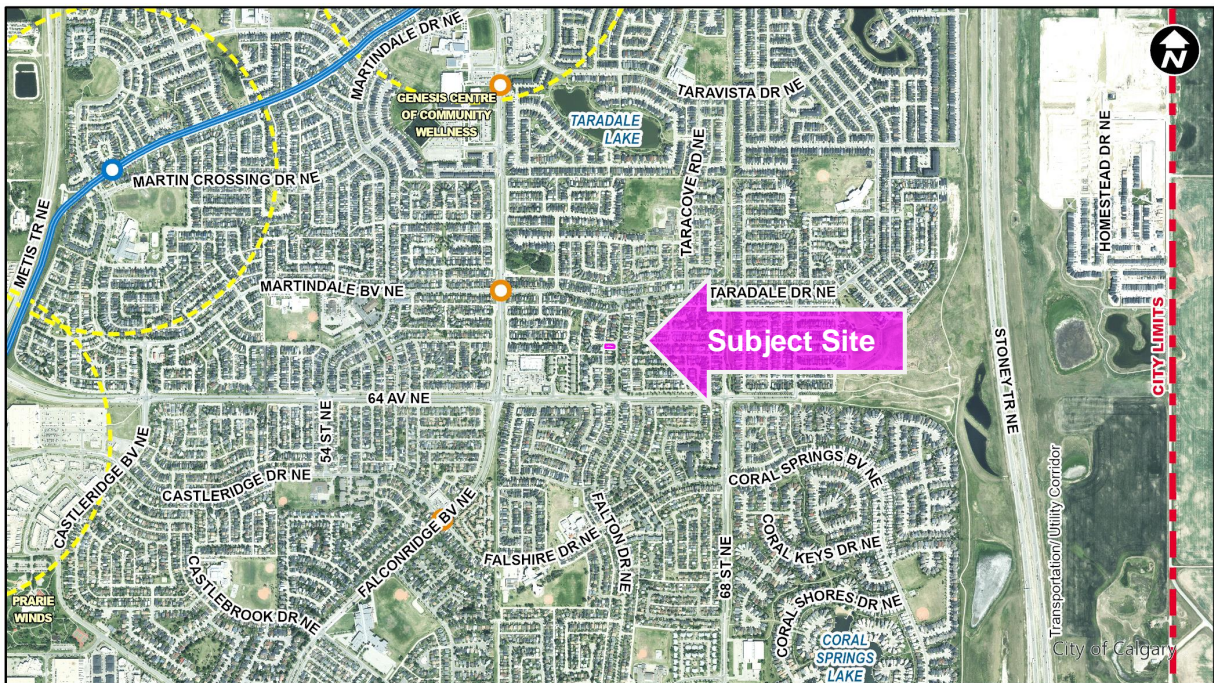 MARTINDALE DR NE
N
GENESIS CENTRE
OF COMMUNITY
WELLNESS
TARAVISTA DR NE
TARADALE
LAKE
HOMESTEAD DR NE
MARTIN CROSSING DR NE
TARACOVE RD NE
METIS TR NE
MARTINDALE BV NE
TARADALE DR NE
Subject Site
STONEY TR NE
CITY LIMITS
64 AV NE
54 ST NE
CASTLERIDGE BV NE
CASTLERIDGE DR NE
CORAL SPRINGS BV NE
FALCONRIDGE BV NE
FALTON DR NE
FALSHIRE DR NE
68 ST NE
CORAL KEYS DR NE
Transportation/ Utility Corridor
CASTLEBROOK DR NE
CORAL SHORES DR NE
PRARIE
WINDS
CORAL
SPRINGS
LAKE
City of Calgary